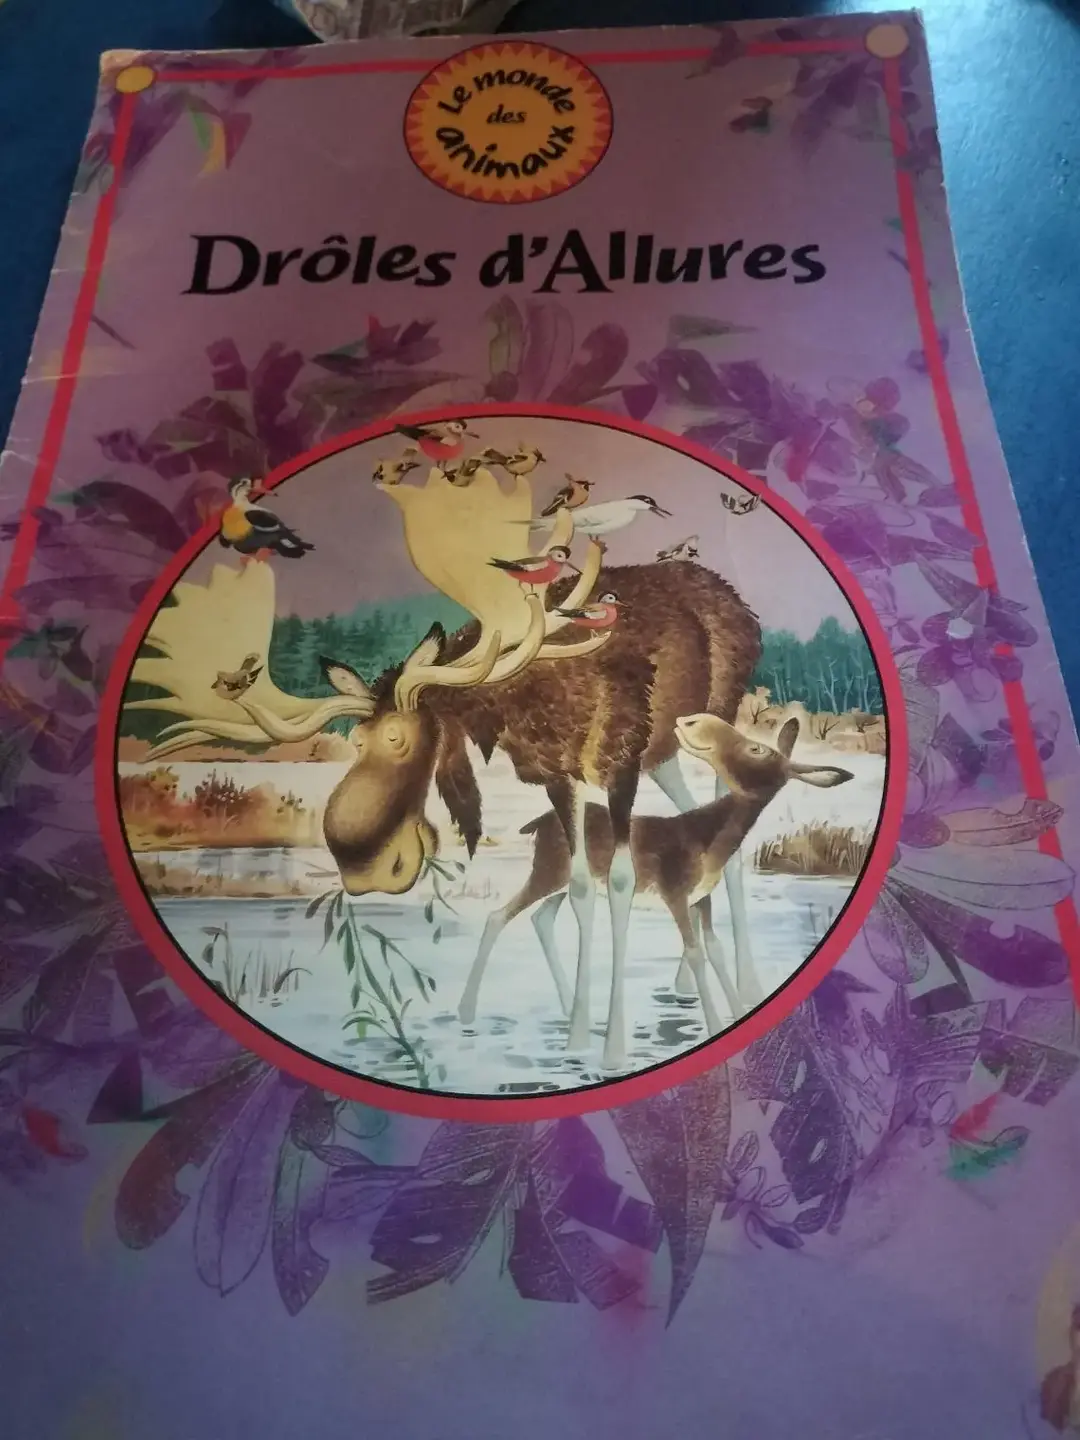 Le monde
des
animaux
Drôles d'Allures